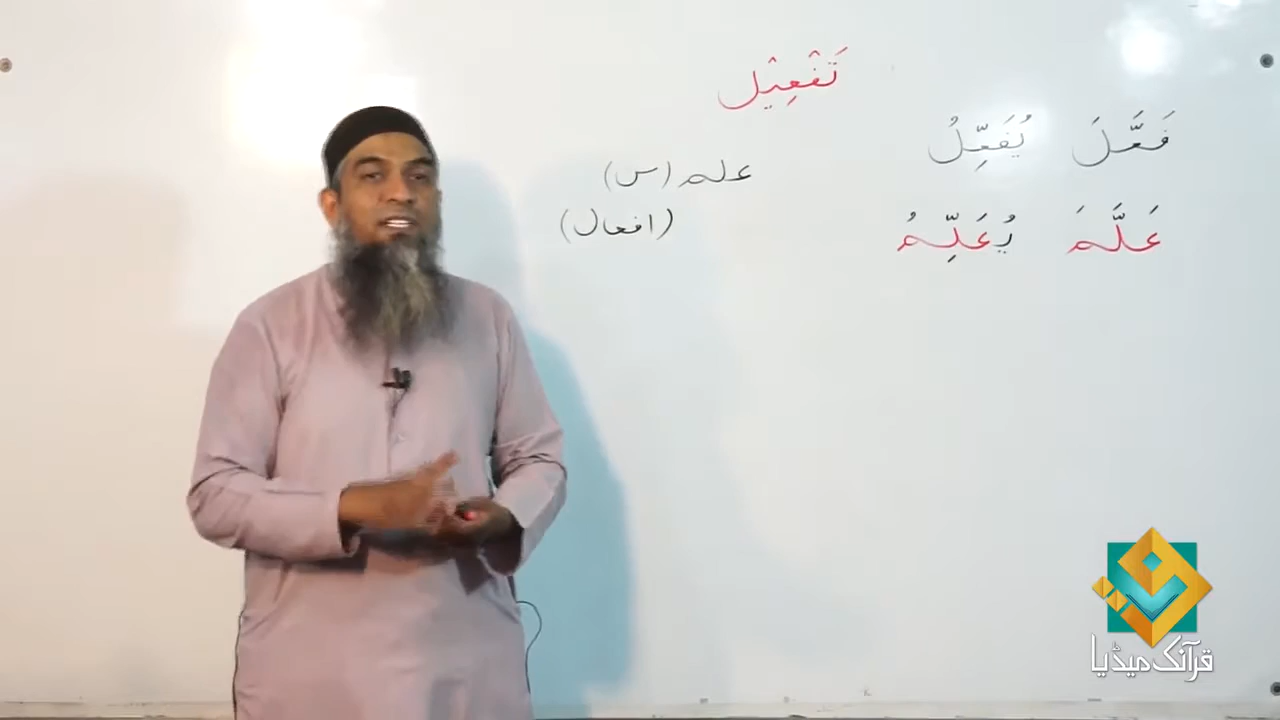 تَفْعِيْل
فَعَّلَ يُفَعِّلُ
علم (س)
(افعال)
عَلَّمَ يُعَلِّمُ
قرآنک میڈیا